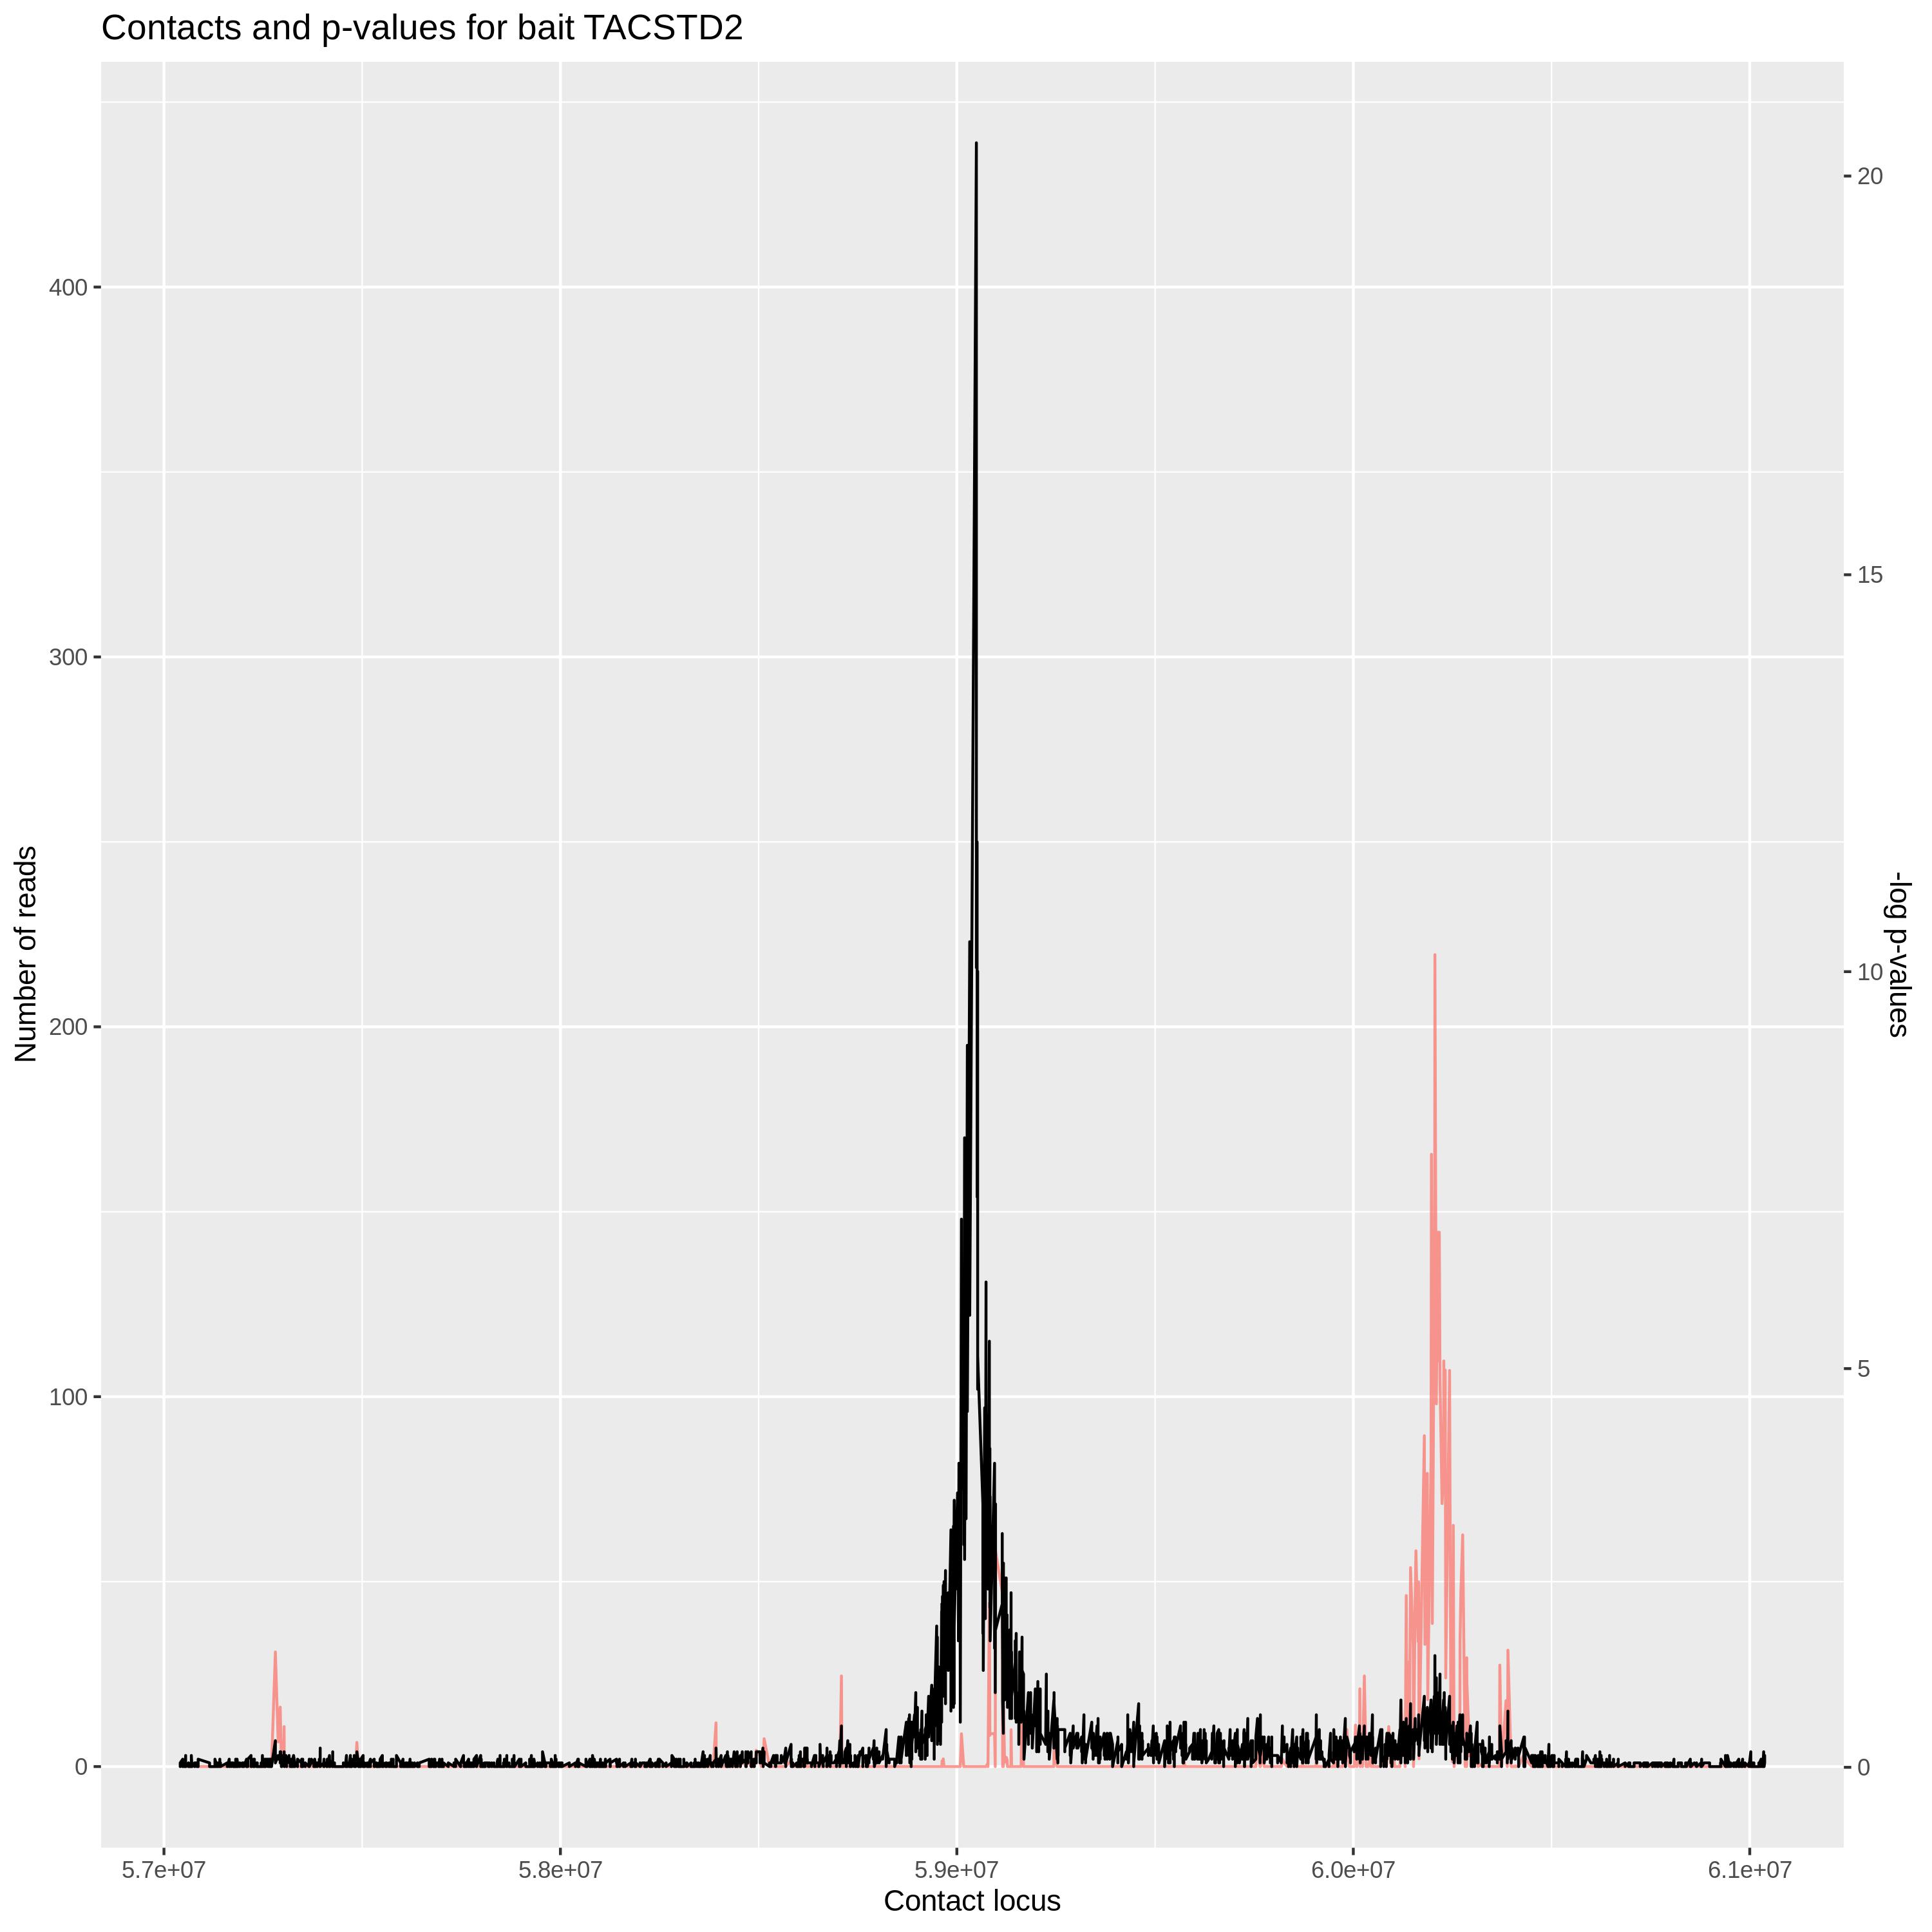 Contacts and p-values for bait TACSTD2
Number of reads
400
300
200
100
0
20
15
10
5
0
-log p-values
5.7e+07
5.8e+07
5.9e+07
6.0e+07
6.1e+07
Contact locus